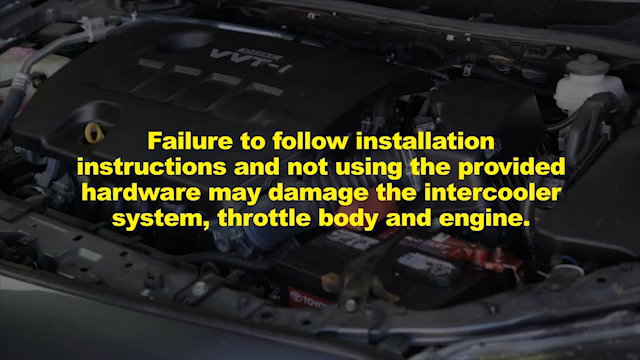 VVT-i
Failure to follow installation
instructions and not using the provided
hardware may damage the intercooler
system, throttle body and engine.
TOYO